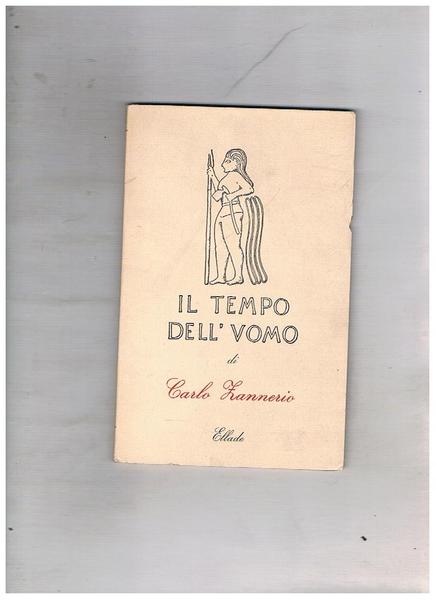 IL TEMPO
DELL'VOMO
di
Carlo Zannerio
Ellade